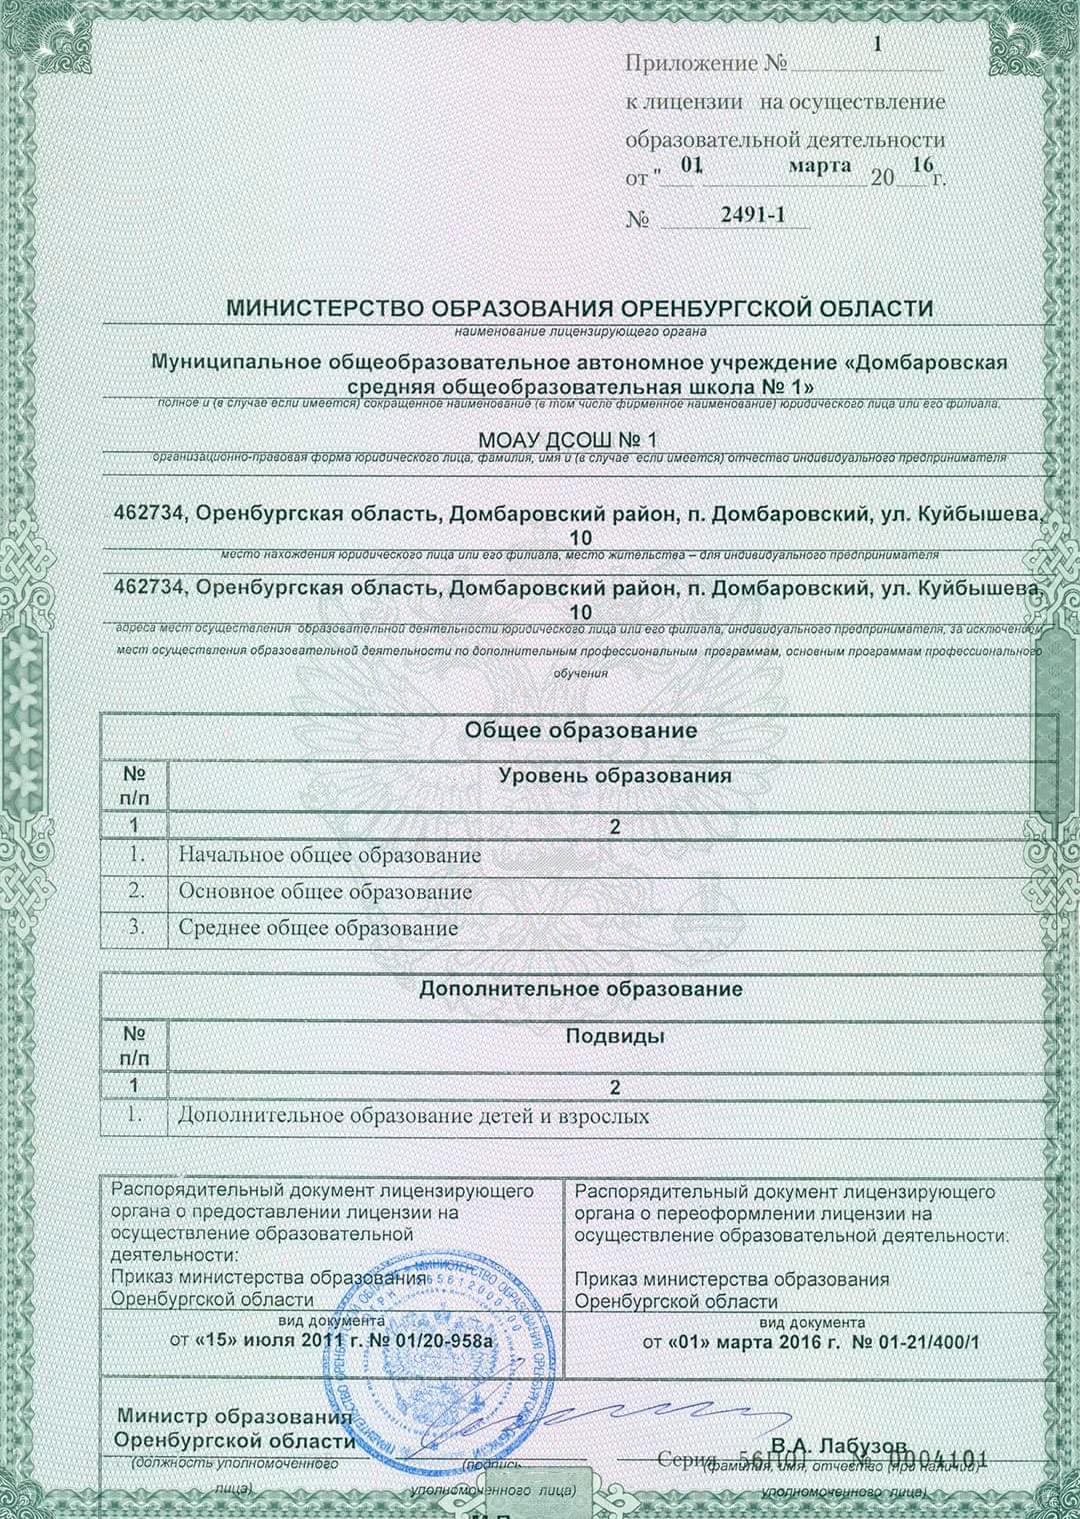 Приложение № 1
к лицензии на осуществление
образовательной деятельности
от "01" марта 2016 г.
№ 2491-1
МИНИСТЕРСТВО ОБРАЗОВАНИЯ ОРЕНБУРГСКОЙ ОБЛАСТИ
наименование лицензирующего органа
Муниципальное общеобразовательное автономное учреждение «Домбаровская
средняя общеобразовательная школа № 1»
полное и (в случае если имеется) сокращенное наименование (в том числе фирменное наименование) юридического лица или его филиала,
МОАУ ДСОШ № 1
организационно-правовая форма юридического лица, фамилия, имя и (в случае если имеется) отчество индивидуального предпринимателя
462734, Оренбургская область, Домбаровский район, п. Домбаровский, ул. Куйбышева,
10
место нахождения юридического лица или его филиала, место жительства – для индивидуального предпринимателя
462734, Оренбургская область, Домбаровский район, п. Домбаровский, ул. Куйбышева,
10
адреса мест осуществления образовательной деятельности юридического лица или его филиала, индивидуального предпринимателя, за исключением
мест осуществления образовательной деятельности по дополнительным профессиональным программам, основным программам профессионального
обучения
Общее образование
№ п/п Уровень образования
1 2
1. Начальное общее образование
2. Основное общее образование
3. Среднее общее образование
Дополнительное образование
№ п/п Подвиды
1 2
1. Дополнительное образование детей и взрослых
Распорядительный документ лицензирующего
органа о предоставлении лицензии на
осуществление образовательной
деятельности:
Приказ министерства образования
Оренбургской области
вид документа
от «15» июля 2011 г. № 01/20-958а
Распорядительный документ лицензирующего
органа о переоформлении лицензии на
осуществление образовательной деятельности:
Приказ министерства образования
Оренбургской области
вид документа
от «01» марта 2016 г. № 01-21/400/1
Министр образования
Оренбургской области
(должность уполномоченного
лица)
(подпись
уполномоченного лица)
В.А. Лабузов
(фамилия, имя, отчество (при наличии)
уполномоченного лица)
Серия 56П01 № 0004101